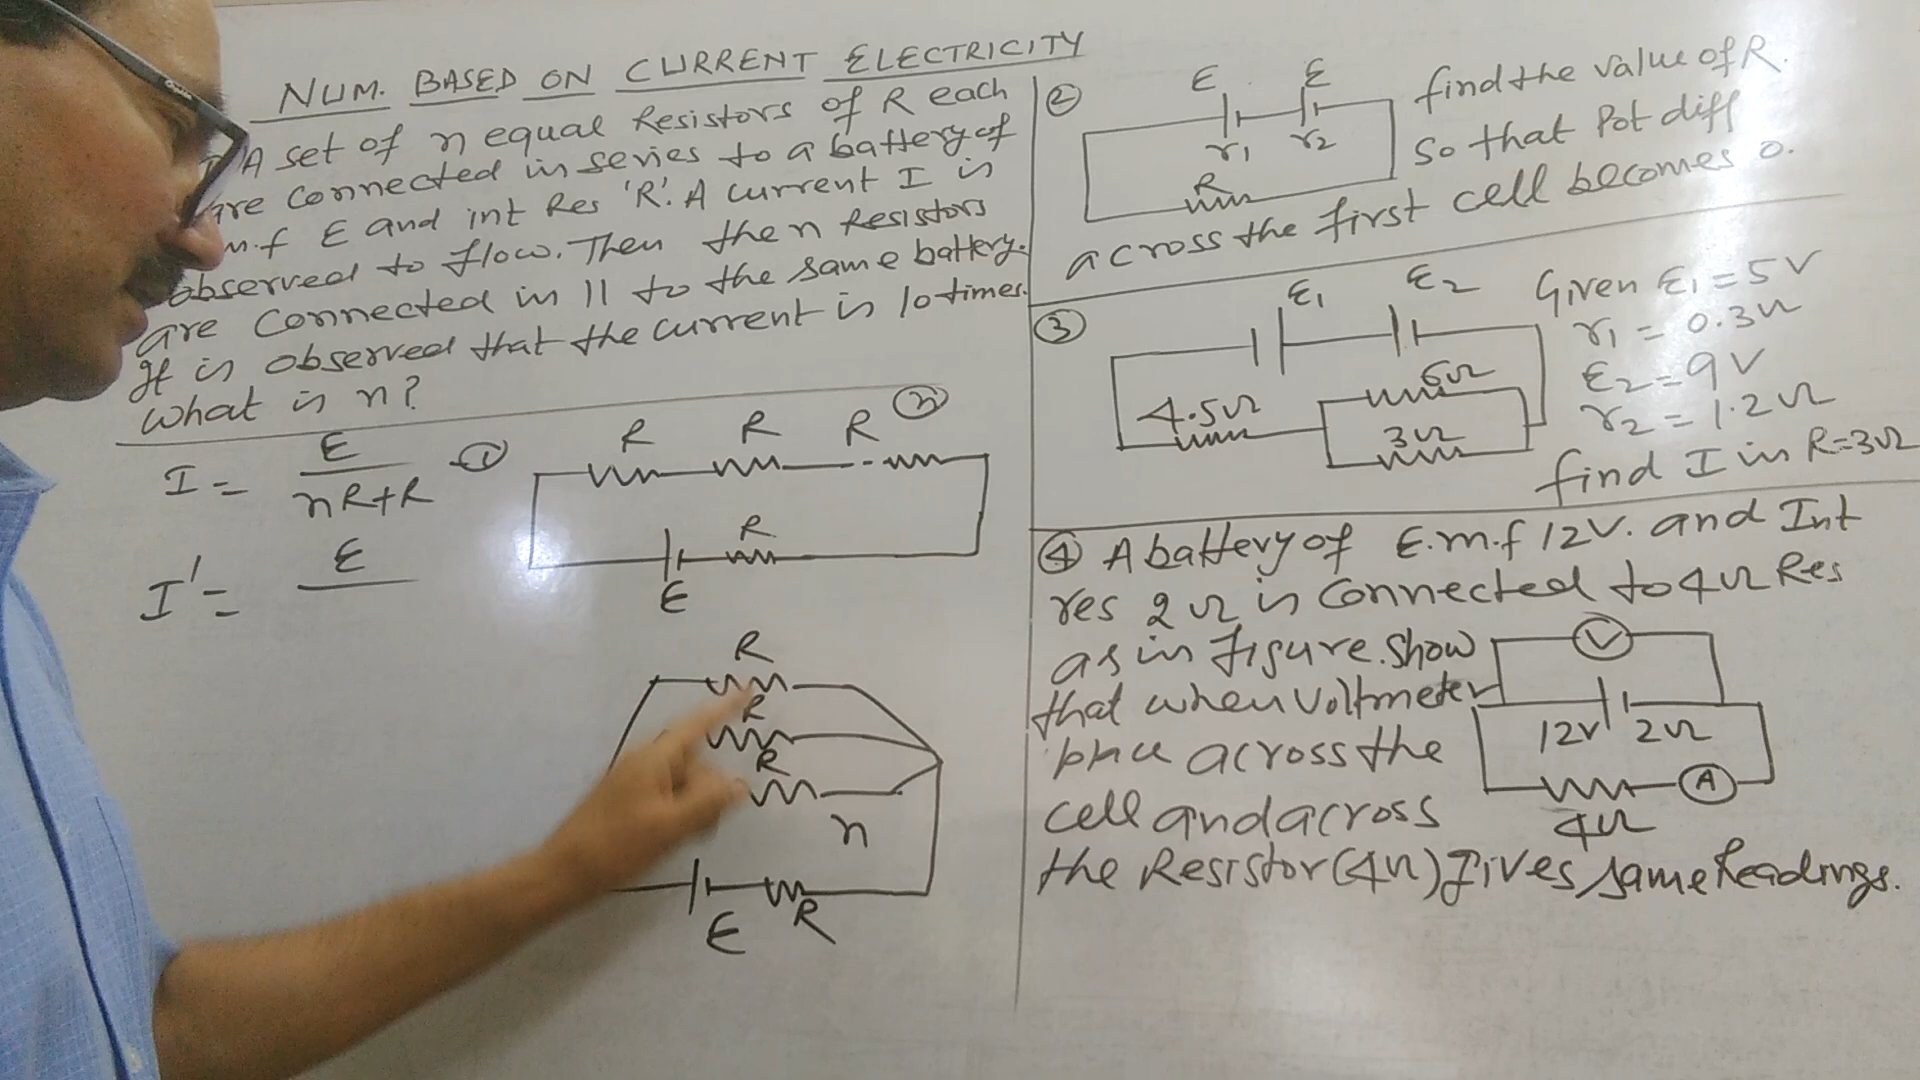 NUM. BASED ON CURRENT ELECTRICITY
A set of n equal Resistors of R each
are connected in series to a battery of
m.f E and int Res 'R'. A current I is
observed to flow. Then the n resistors
are connected in || to the same battery.
It is observed that the current is 10 times.
What is n?
I = E / nR+R -①
I' = E
R R R n
R
E
R
R
R
n
E R
②
E E
r1 r2
R
find the value of R.
so that Pot diff
across the first cell becomes 0.
③
E1 E2
4.5Ω
6Ω
3Ω
Given E1 = 5V
r1 = 0.3Ω
E2 = 9V
r2 = 1.2Ω
find I in R=3Ω
④ A battery of E.m.f 12V. and Int
res 2Ω is connected to 4Ω Res
as in figure. Show
that when voltmeter
place across the
cell and across
the Resistor (4Ω) gives same Readings.
V
12V 2Ω
A
4Ω